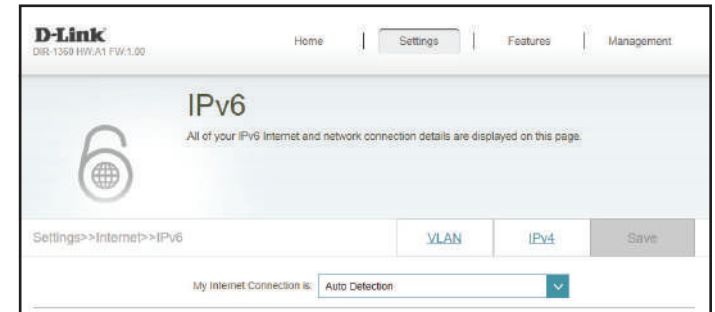 D-Link
DIR-1360 HW:A1 FW:1.00
Home | Settings | Features | Management
IPv6
All of your IPv6 Internet and network connection details are displayed on this page.
Settings>>Internet>>IPv6
VLAN
IPv4
Save
My Internet Connection is: Auto Detection